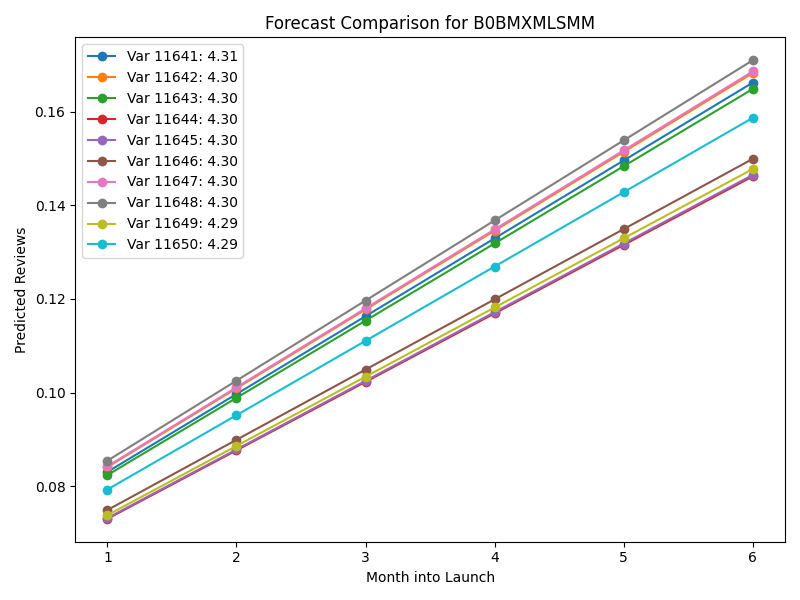 Forecast Comparison for B0BMXMLSMM
Var 11641: 4.31
Var 11642: 4.30
Var 11643: 4.30
Var 11644: 4.30
Var 11645: 4.30
Var 11646: 4.30
Var 11647: 4.30
Var 11648: 4.30
Var 11649: 4.29
Var 11650: 4.29
Predicted Reviews
0.16
0.14
0.12
0.10
0.08
1 2 3 4 5 6
Month into Launch